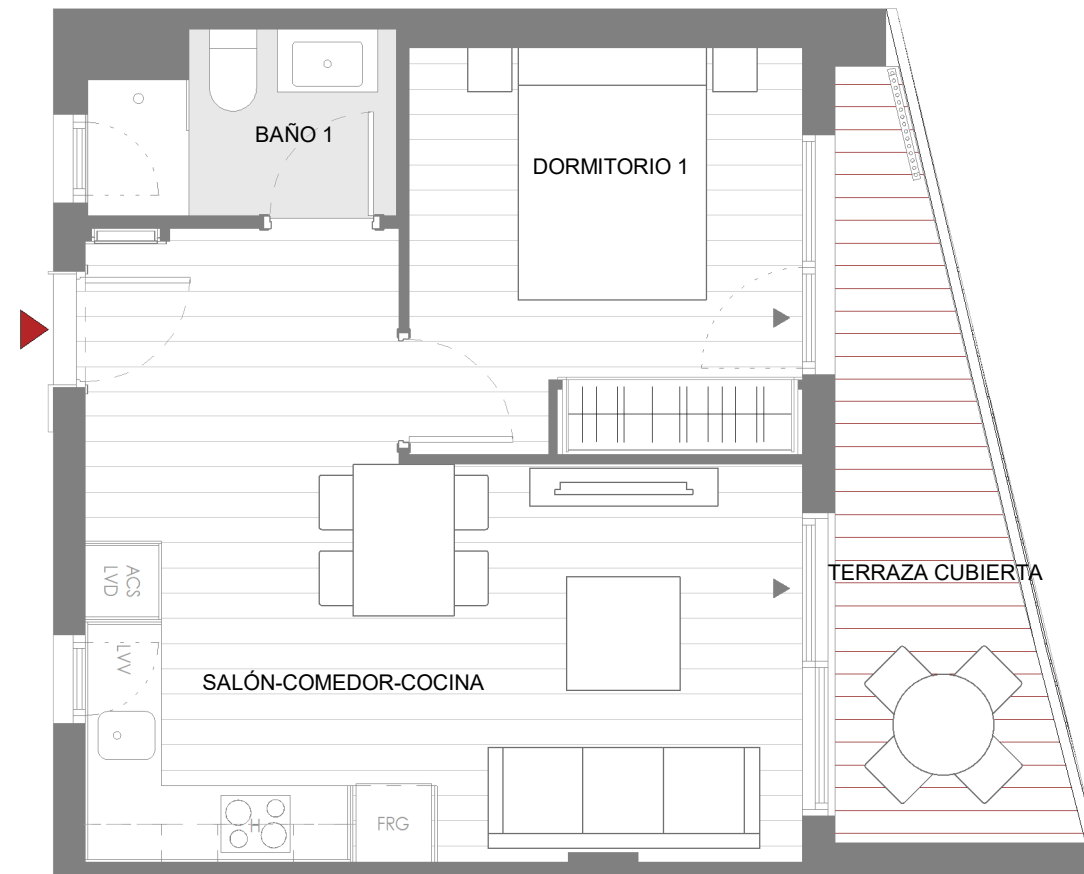 BAÑO 1
DORMITORIO 1
TERRAZA CUBIERTA
ACS
LVD
LVV
SALÓN-COMEDOR-COCINA
H
FRG